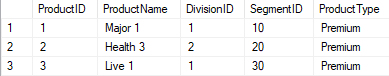 ProductID ProductName DivisionID SegmentID ProductType
1 1 Major 1 1 10 Premium
2 2 Health 3 2 20 Premium
3 3 Live 1 1 30 Premium